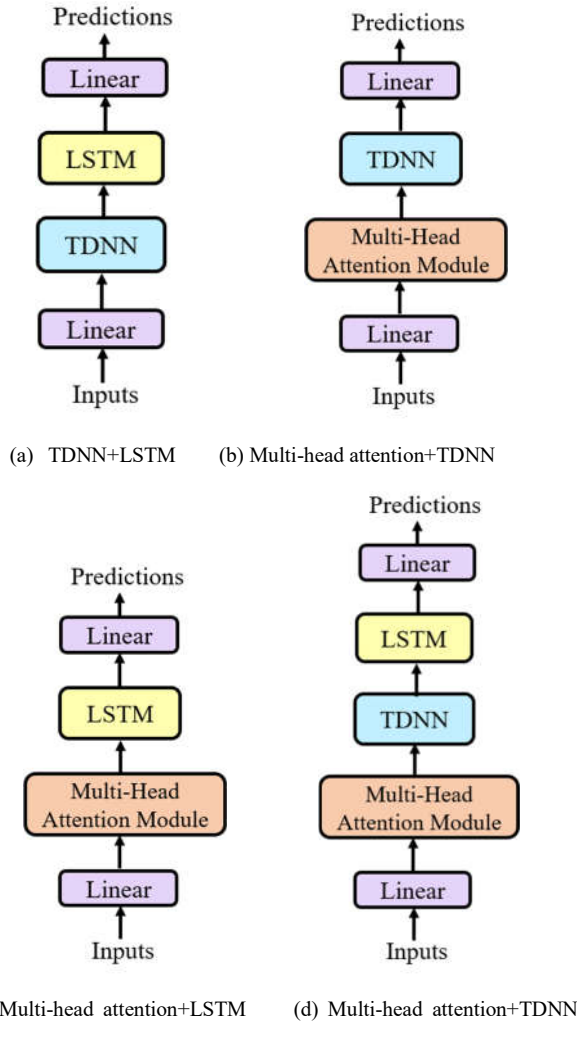 Predictions
Linear
LSTM
TDNN
Linear
Inputs
(a) TDNN+LSTM
Predictions
Linear
TDNN
Multi-Head
Attention Module
Linear
Inputs
(b) Multi-head attention+TDNN
Predictions
Linear
LSTM
Multi-Head
Attention Module
Linear
Inputs
Multi-head attention+LSTM
Predictions
Linear
LSTM
TDNN
Multi-Head
Attention Module
Linear
Inputs
(d) Multi-head attention+TDNN